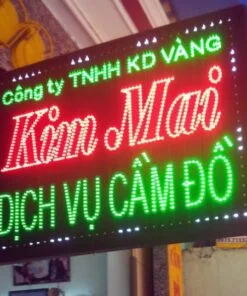 Công ty TNHH KD VÀNG
Kim Mai
DỊCH VỤ CẦM ĐỒ